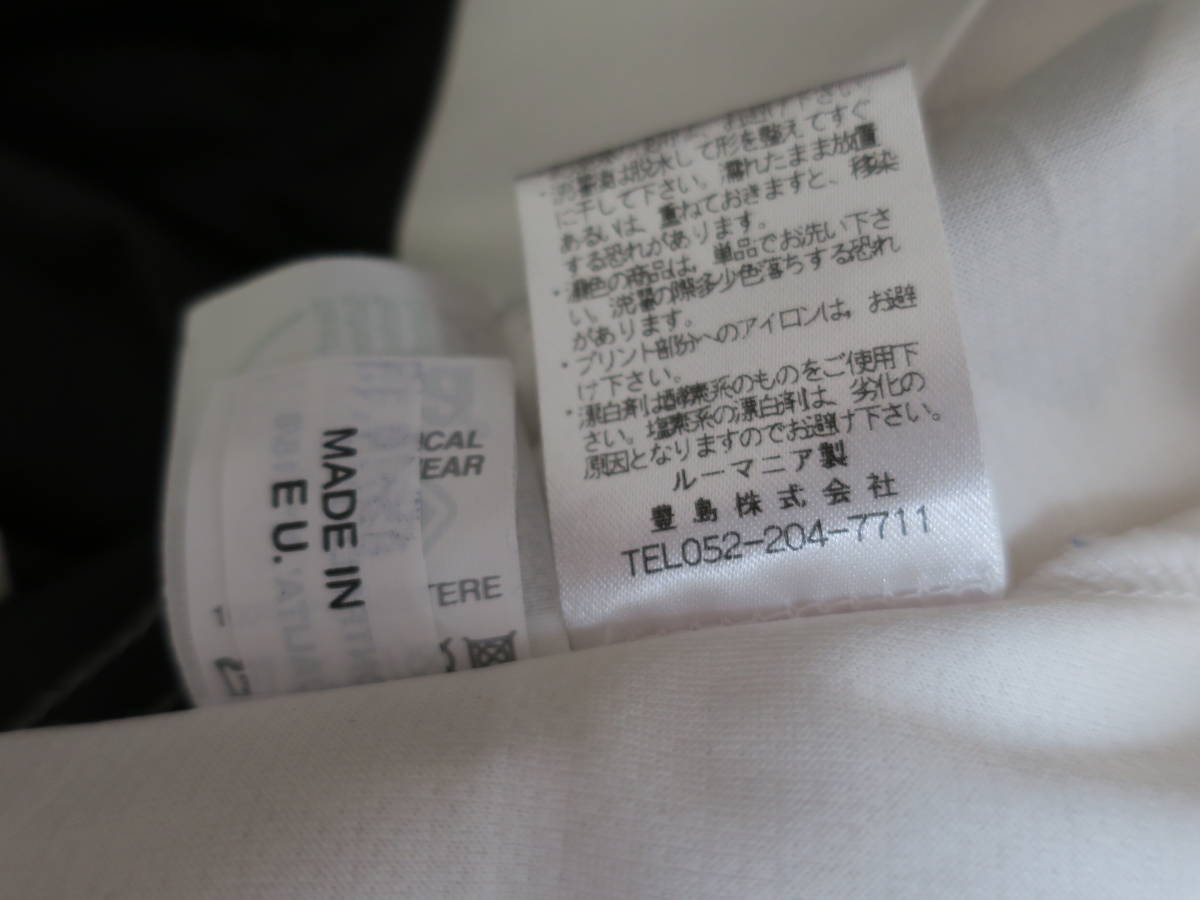 お避け下さい。
・洗濯後は脱水して形を整えてすぐ
に干して下さい。濡れたまま放置
あるいは、重ねておきますと、移染
する恐れがあります。
・濃色の商品は、単品でお洗い下さ
い。洗濯の際多少色落ちする恐れ
があります。
・プリント部分へのアイロンは、お避
け下さい。
・漂白剤は酸素系のものをご使用下
さい。塩素系の漂白剤は、劣化の
原因となりますのでお避け下さい。
ルーマニア製
豊島株式会社
TEL052-204-7711
MADE IN
E U.
ICAL
EAR
TERE